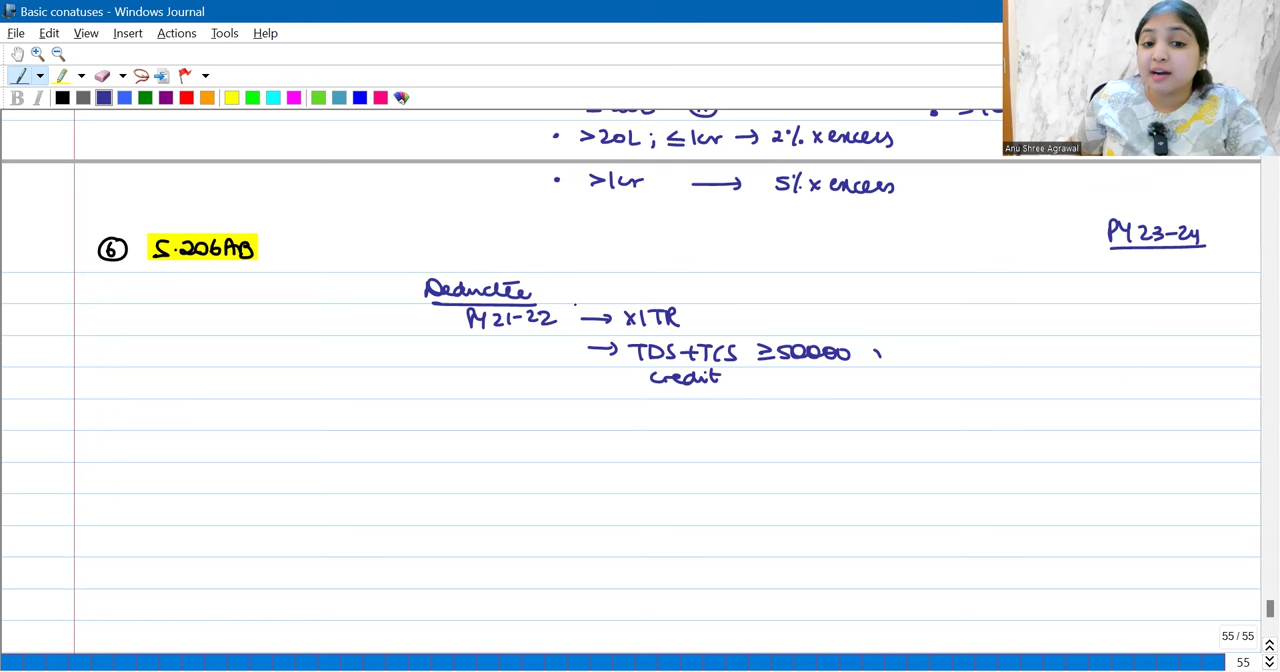 Basic conatuses - Windows Journal
File Edit View Insert Actions Tools Help
B I
Anu Shree Agrawal
• >20L ; ≤ 1cr → 2% x excess
• >1cr → 5% x excess
PY 23-24
⑥ S.206AB
Deductee
PY 21-22 → X ITR
→ TDS+TCS ≥50000 ,
credit
55 / 55
55